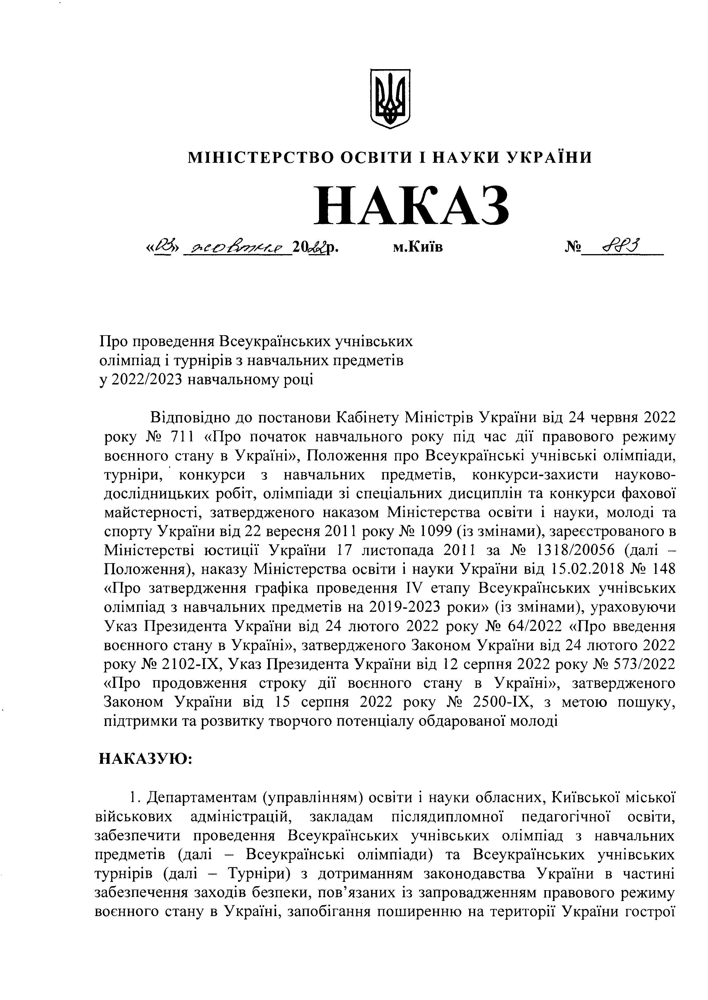 МІНІСТЕРСТВО ОСВІТИ І НАУКИ УКРАЇНИ
НАКАЗ
«03» жовтня 2022р. м.Київ № 883
Про проведення Всеукраїнських учнівських
олімпіад і турнірів з навчальних предметів
у 2022/2023 навчальному році
Відповідно до постанови Кабінету Міністрів України від 24 червня 2022
року № 711 «Про початок навчального року під час дії правового режиму
воєнного стану в Україні», Положення про Всеукраїнські учнівські олімпіади,
турніри, конкурси з навчальних предметів, конкурси-захисти науково-
дослідницьких робіт, олімпіади зі спеціальних дисциплін та конкурси фахової
майстерності, затвердженого наказом Міністерства освіти і науки, молоді та
спорту України від 22 вересня 2011 року № 1099 (із змінами), зареєстрованого в
Міністерстві юстиції України 17 листопада 2011 за № 1318/20056 (далі –
Положення), наказу Міністерства освіти і науки України від 15.02.2018 № 148
«Про затвердження графіка проведення IV етапу Всеукраїнських учнівських
олімпіад з навчальних предметів на 2019-2023 роки» (із змінами), ураховуючи
Указ Президента України від 24 лютого 2022 року № 64/2022 «Про введення
воєнного стану в Україні», затвердженого Законом України від 24 лютого 2022
року № 2102-IX, Указ Президента України від 12 серпня 2022 року № 573/2022
«Про продовження строку дії воєнного стану в Україні», затвердженого
Законом України від 15 серпня 2022 року № 2500-IX, з метою пошуку,
підтримки та розвитку творчого потенціалу обдарованої молоді
НАКАЗУЮ:
1. Департаментам (управлінням) освіти і науки обласних, Київської міської
військових адміністрацій, закладам післядипломної педагогічної освіти,
забезпечити проведення Всеукраїнських учнівських олімпіад з навчальних
предметів (далі – Всеукраїнські олімпіади) та Всеукраїнських учнівських
турнірів (далі – Турніри) з дотриманням законодавства України в частині
забезпечення заходів безпеки, пов’язаних із запровадженням правового режиму
воєнного стану в Україні, запобігання поширенню на території України гострої